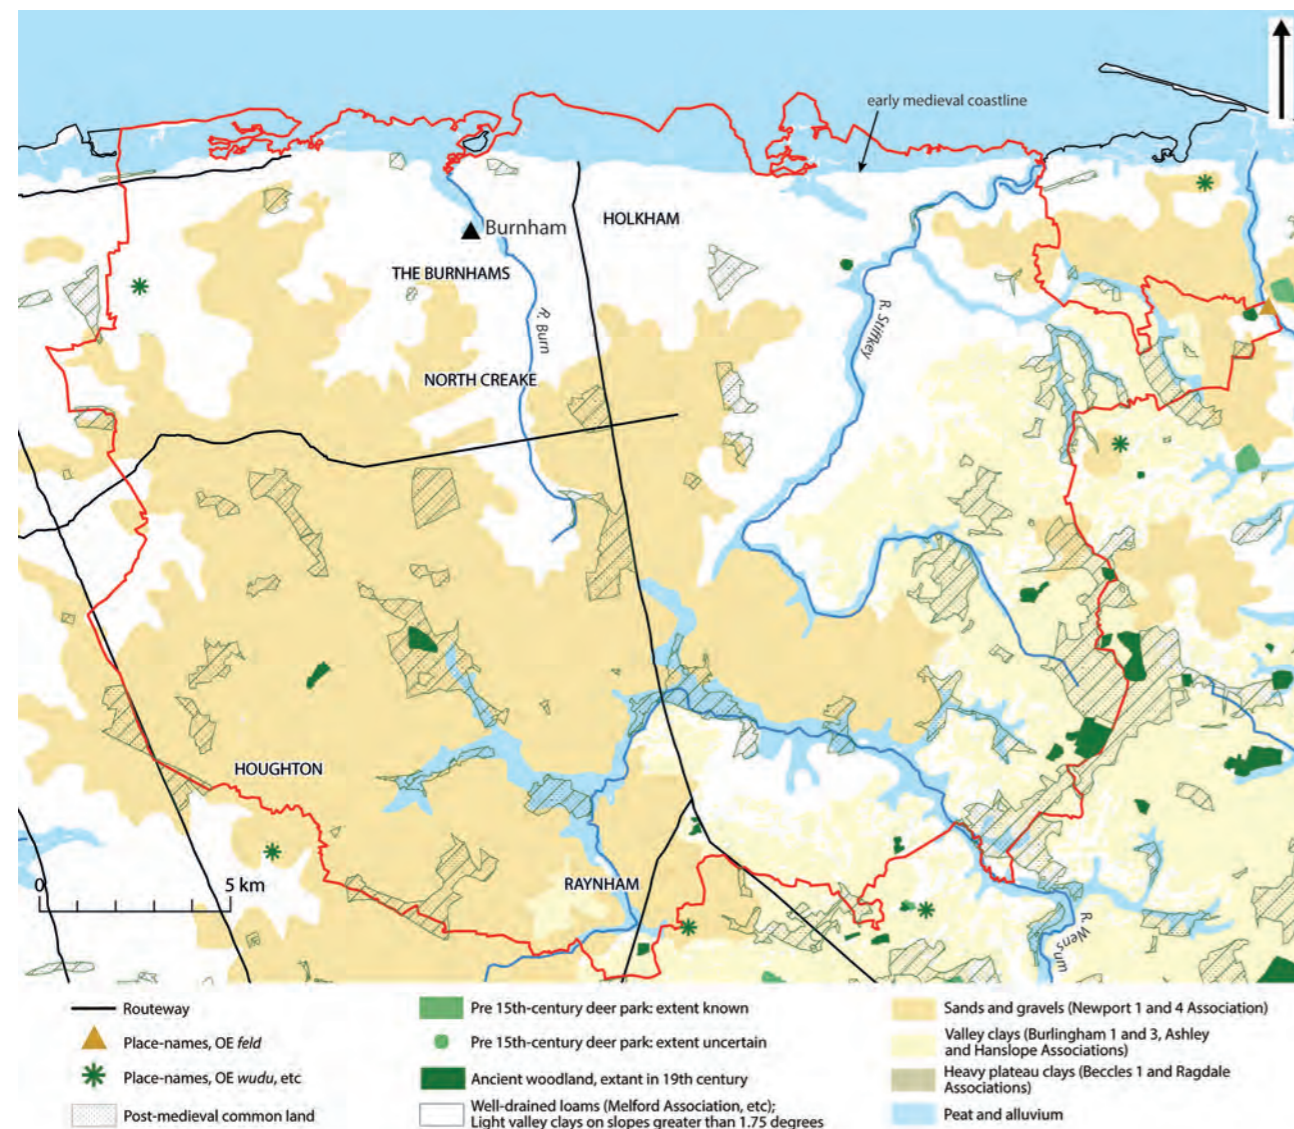 early medieval coastline
HOLKHAM
Burnham
THE BURNHAMS
R. Burn
R. Stiffkey
NORTH CREAKE
HOUGHTON
0
5 km
RAYNHAM
R. Wensum
Routeway
Place-names, OE feld
Place-names, OE wudu, etc
Post-medieval common land
Pre 15th-century deer park: extent known
Pre 15th-century deer park: extent uncertain
Ancient woodland, extant in 19th century
Well-drained loams (Melford Association, etc);
Light valley clays on slopes greater than 1.75 degrees
Sands and gravels (Newport 1 and 4 Association)
Valley clays (Burlingham 1 and 3, Ashley
and Hanslope Associations)
Heavy plateau clays (Beccles 1 and Ragdale
Associations)
Peat and alluvium